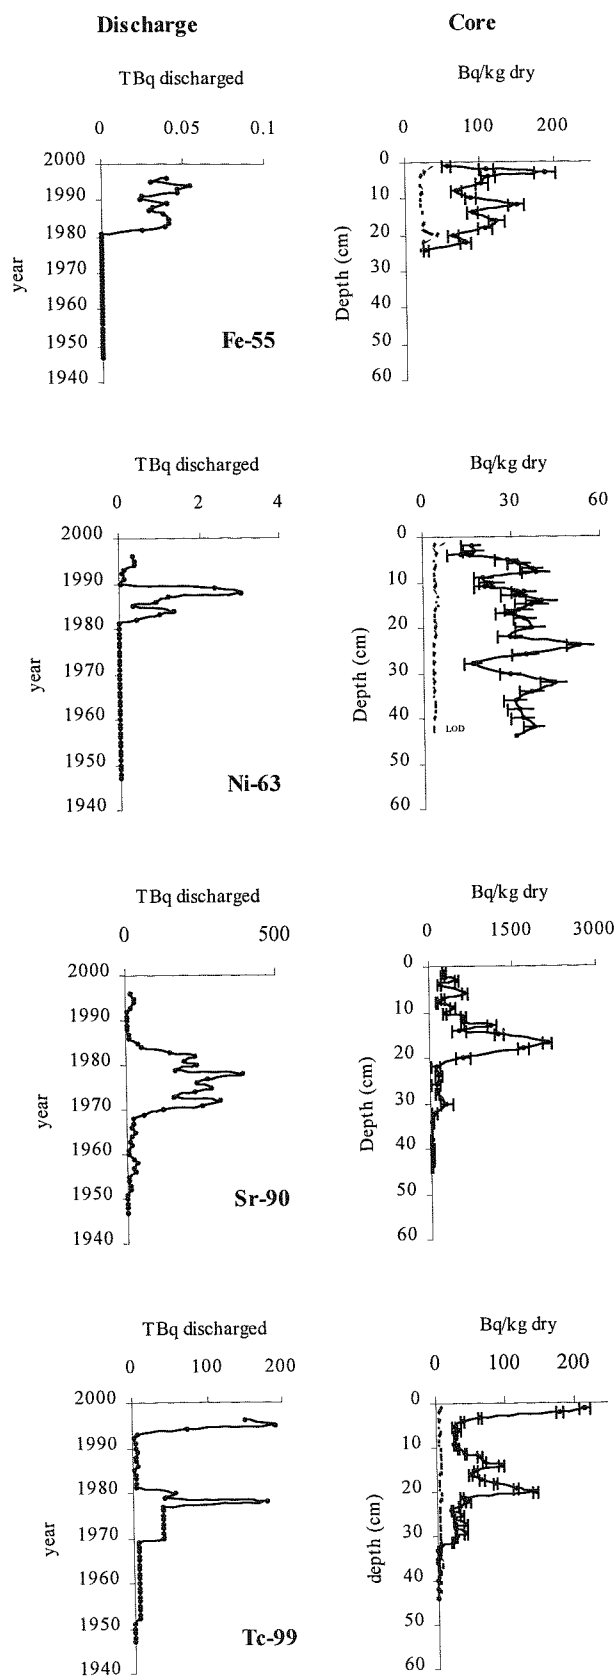 Discharge Core
TBq discharged Bq/kg dry
0 0.05 0.1 0 100 200
2000
1990
1980
1970
1960
1950
1940
year
0
10
20
30
40
50
60
Depth (cm)
Fe-55
TBq discharged Bq/kg dry
0 2 4 0 30 60
2000
1990
1980
1970
1960
1950
1940
year
0
10
20
30
40
50
60
Depth (cm)
LOD
Ni-63
TBq discharged Bq/kg dry
0 500 0 1500 3000
2000
1990
1980
1970
1960
1950
1940
year
0
10
20
30
40
50
60
Depth (cm)
Sr-90
TBq discharged Bq/kg dry
0 100 200 0 100 200
2000
1990
1980
1970
1960
1950
1940
year
0
10
20
30
40
50
60
depth (cm)
Tc-99